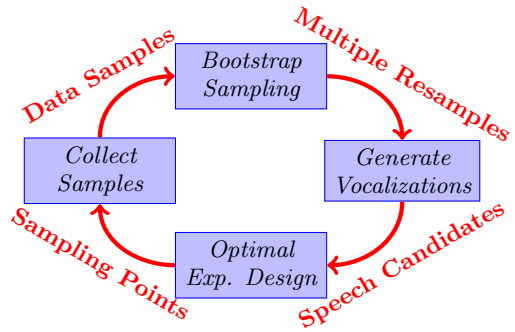 Data Samples
Bootstrap
Sampling
Multiple Resamples
Collect
Samples
Generate
Vocalizations
Sampling Points
Optimal
Exp. Design
Speech Candidates